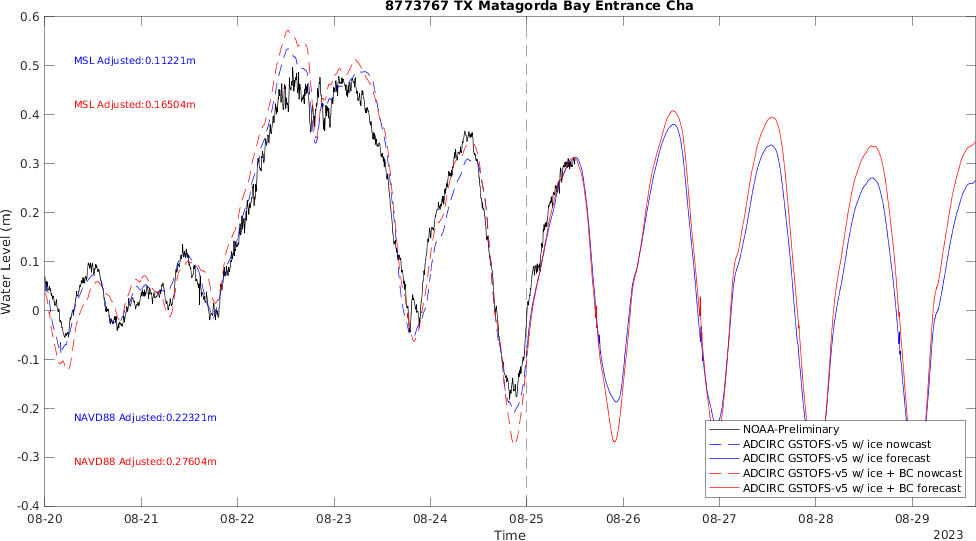 8773767 TX Matagorda Bay Entrance Cha
0.6
0.5
0.4
0.3
0.2
0.1
0
-0.1
-0.2
-0.3
-0.4
Water Level (m)
MSL Adjusted:0.11221m
MSL Adjusted:0.16504m
NAVD88 Adjusted:0.22321m
NAVD88 Adjusted:0.27604m
NOAA-Preliminary
ADCIRC GSTOFS-v5 w/ ice nowcast
ADCIRC GSTOFS-v5 w/ ice forecast
ADCIRC GSTOFS-v5 w/ ice + BC nowcast
ADCIRC GSTOFS-v5 w/ ice + BC forecast
08-20 08-21 08-22 08-23 08-24 08-25 08-26 08-27 08-28 08-29
Time
2023